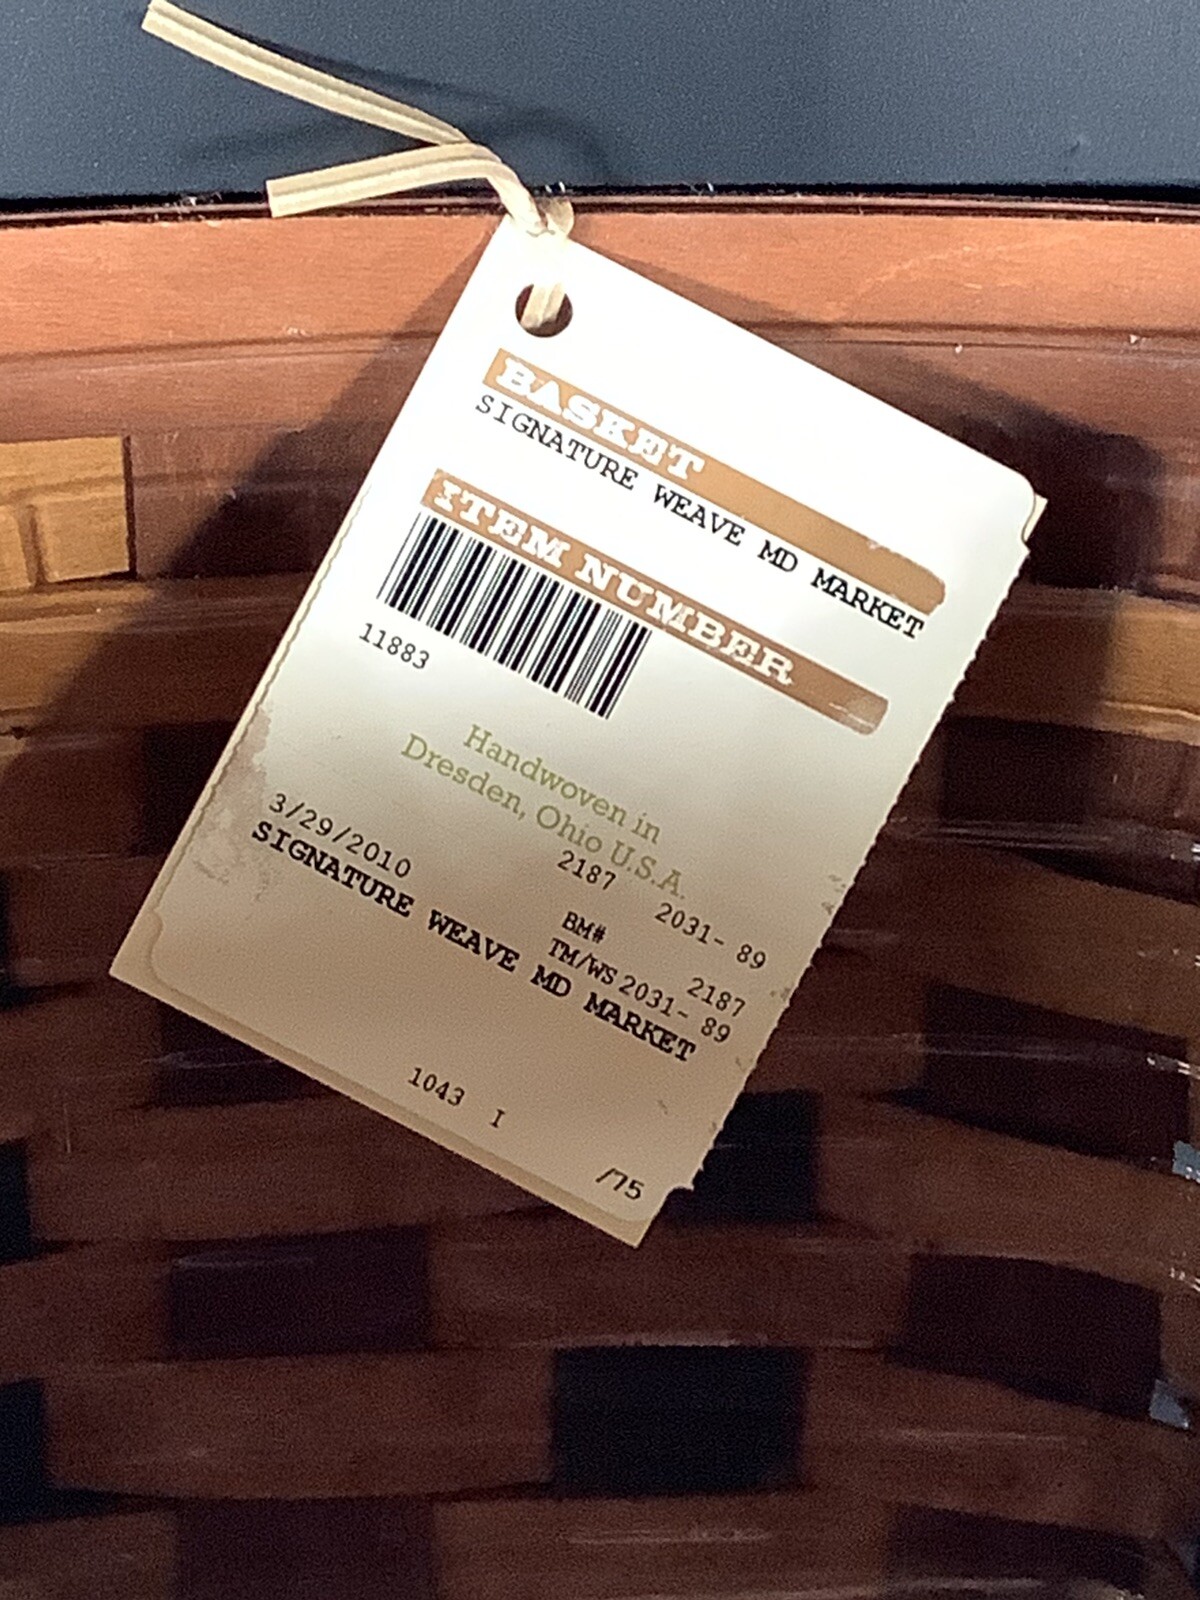 BASKET
SIGNATURE WEAVE MD MARKET
ITEM NUMBER
11883
Handwoven in
Dresden, Ohio U.S.A.
3/29/2010 2187 2031- 89
SIGNATURE WEAVE MD MARKET
BM# 2187
TM/WS 2031- 89
1043 I
/75